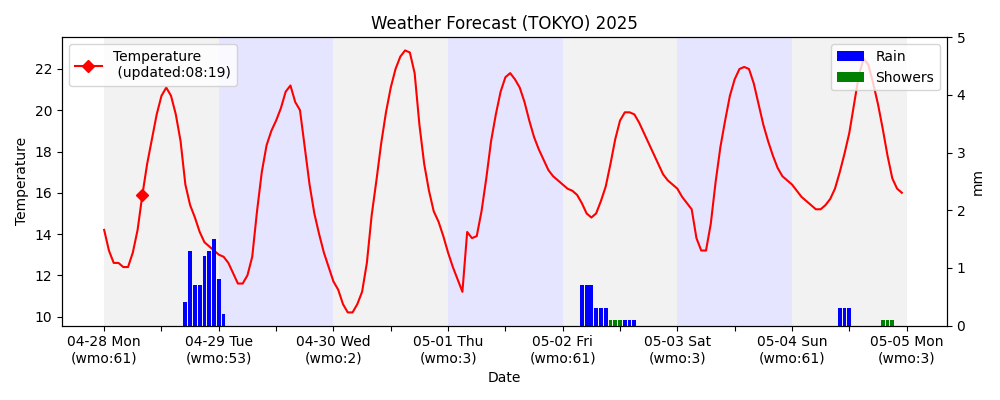 Weather Forecast (TOKYO) 2025
Temperature
(updated:08:19)
Rain
Showers
Temperature
22
20
18
16
14
12
10
5
4
3
2
1
0
mm
04-28 Mon 04-29 Tue 04-30 Wed 05-01 Thu 05-02 Fri 05-03 Sat 05-04 Sun 05-05 Mon
(wmo:61) (wmo:53) (wmo:2) (wmo:3) (wmo:61) (wmo:3) (wmo:61) (wmo:3)
Date